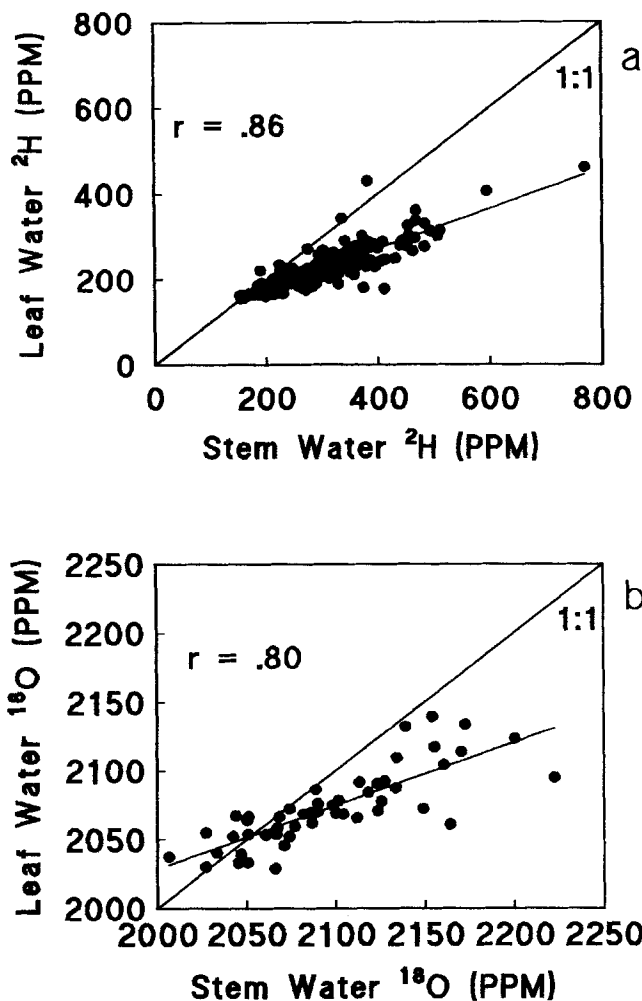 800
600
400
200
0
Leaf Water ²H (PPM)
r = .86
1:1
a
0 200 400 600 800
Stem Water ²H (PPM)
2250
2200
2150
2100
2050
2000
Leaf Water ¹⁸O (PPM)
r = .80
1:1
b
2000 2050 2100 2150 2200 2250
Stem Water ¹⁸O (PPM)